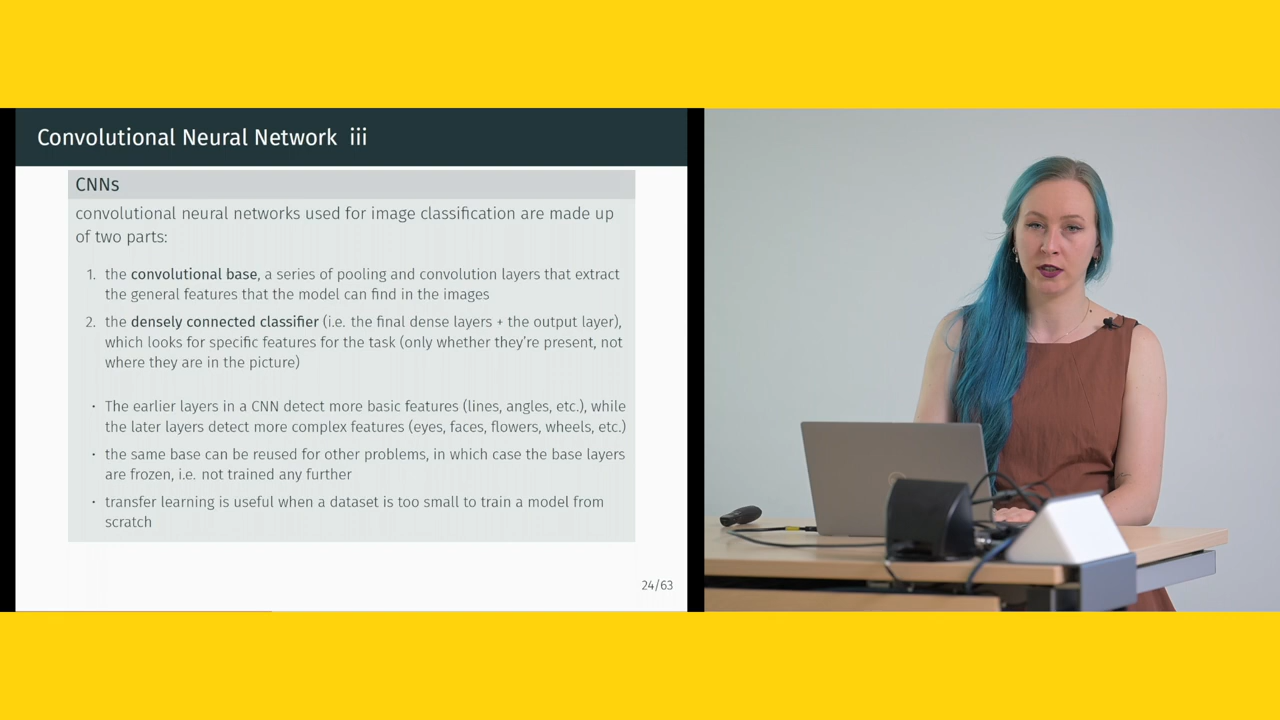 Convolutional Neural Network iii
CNNs
convolutional neural networks used for image classification are made up
of two parts:
1. the convolutional base, a series of pooling and convolution layers that extract
the general features that the model can find in the images
2. the densely connected classifier (i.e. the final dense layers + the output layer),
which looks for specific features for the task (only whether they're present, not
where they are in the picture)
· The earlier layers in a CNN detect more basic features (lines, angles, etc.), while
the later layers detect more complex features (eyes, faces, flowers, wheels, etc.)
· the same base can be reused for other problems, in which case the base layers
are frozen, i.e. not trained any further
· transfer learning is useful when a dataset is too small to train a model from
scratch
24/63